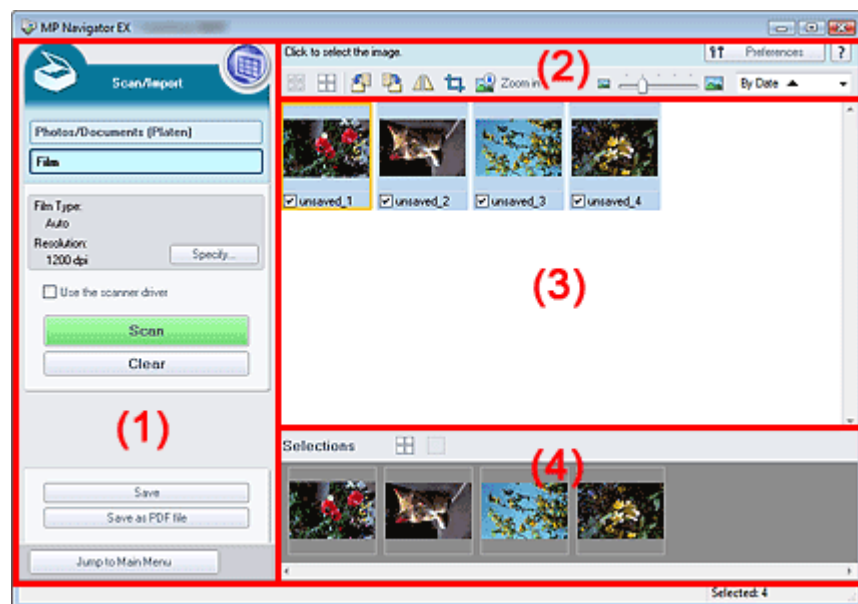 MP Navigator EX
Scan/Import
Photos/Documents (Platen)
Film
Film Type:
Auto
Resolution:
1200 dpi
Specify...
Use the scanner driver
Scan
Clear
(1)
Save
Save as PDF file
Jump to Main Menu
Click to select the image.
Preferences
?
(2)
Zoom in
By Date
unsaved_1
unsaved_2
unsaved_3
unsaved_4
(3)
Selections
(4)
Selected: 4